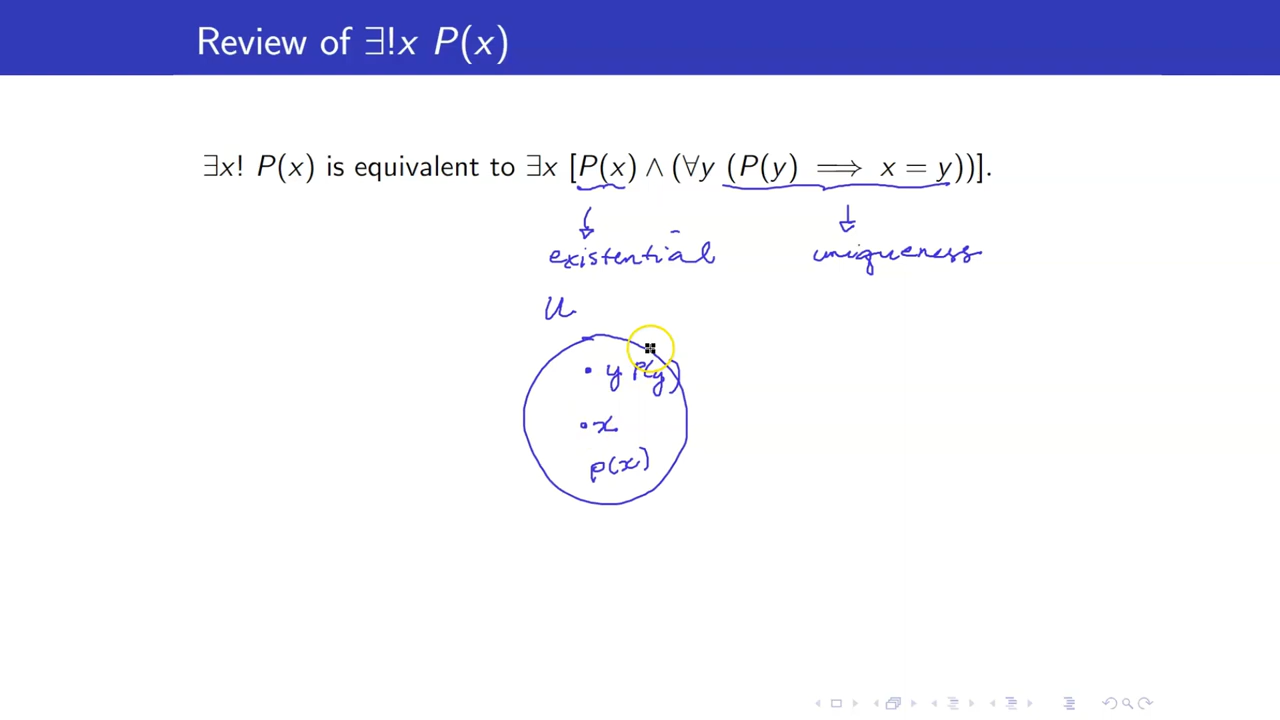 Review of ∃!x P(x)
∃x! P(x) is equivalent to ∃x [P(x) ∧ (∀y (P(y) ⟹ x = y))].
existential uniqueness
U
y P(y)
x
p(x)